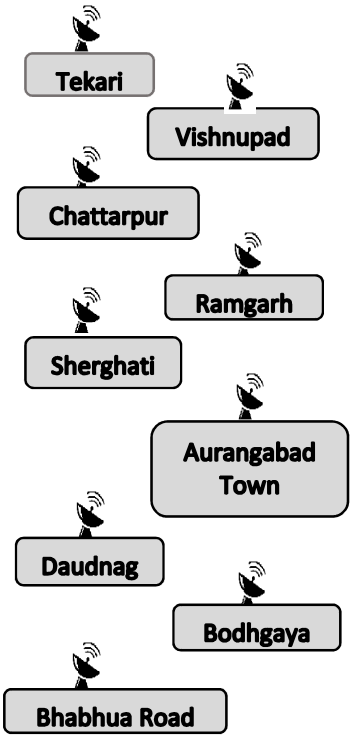 Tekari
Vishnupad
Chattarpur
Ramgarh
Sherghati
Aurangabad
Town
Daudnag
Bodhgaya
Bhabhua Road